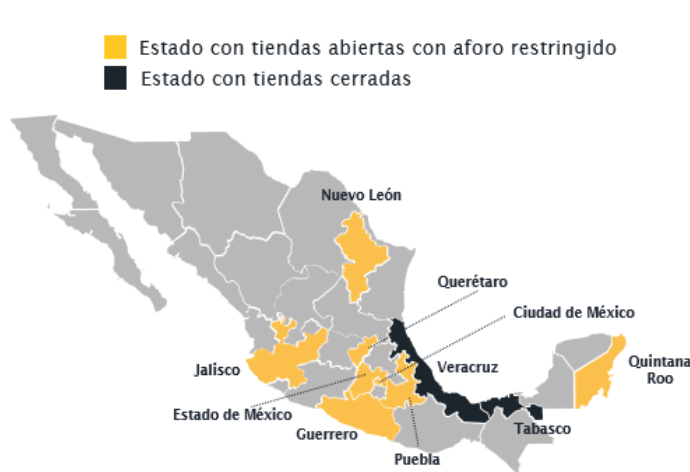 Estado con tiendas abiertas con aforo restringido
Estado con tiendas cerradas
Nuevo León
Querétaro
Ciudad de México
Jalisco
Veracruz
Quintana
Roo
Estado de México
Guerrero
Tabasco
Puebla